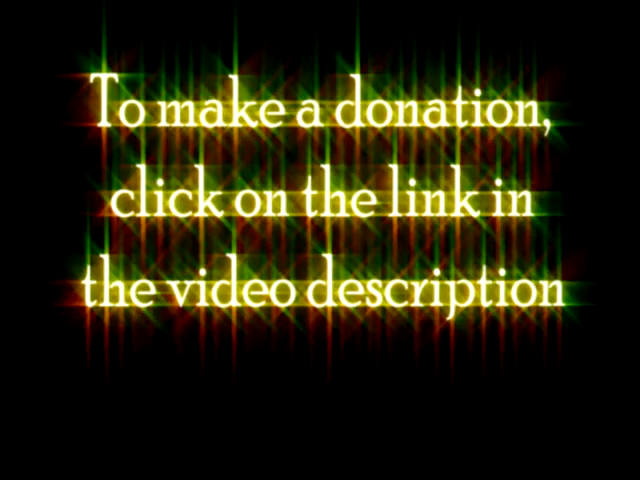 To make a donation,
click on the link in
the video description